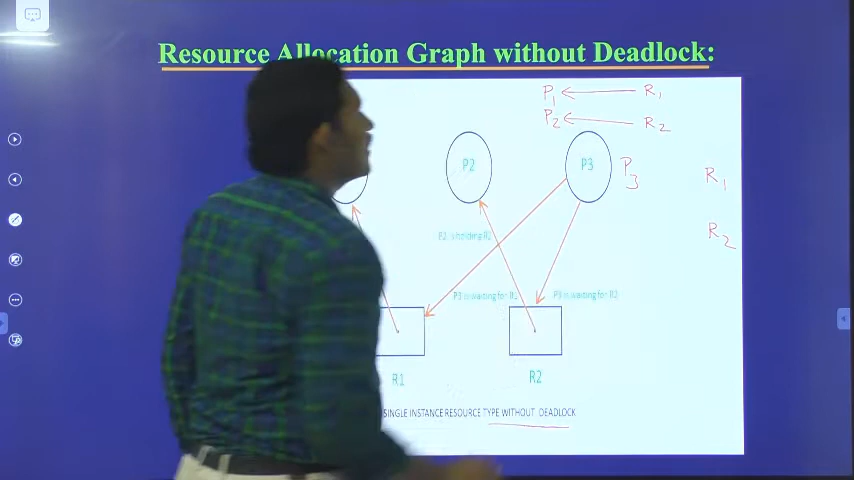 Resource Allocation Graph without Deadlock:
P1 ← R1
P2 ← R2
P2
P3
P3
R1
R2
P2 is holding R2
P3 is waiting for R1
P3 is waiting for R2
R1
R2
SINGLE INSTANCE RESOURCE TYPE WITHOUT DEADLOCK